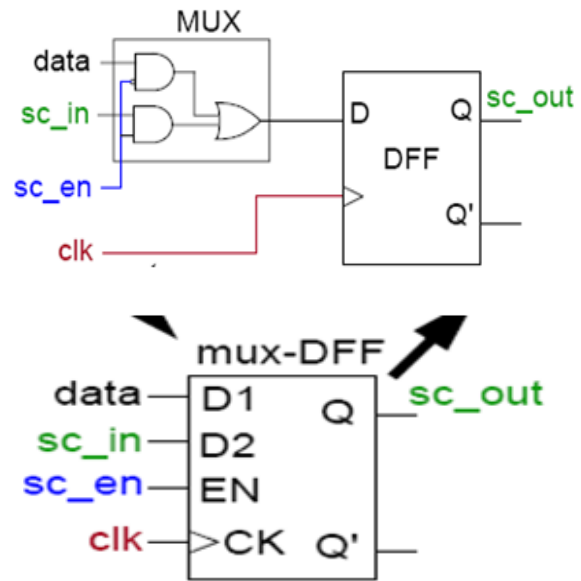 MUX
data
sc_in
sc_en
clk
D
Q
DFF
Q'
sc_out
mux-DFF
data
sc_in
sc_en
clk
D1
D2
EN
CK
Q
Q'
sc_out